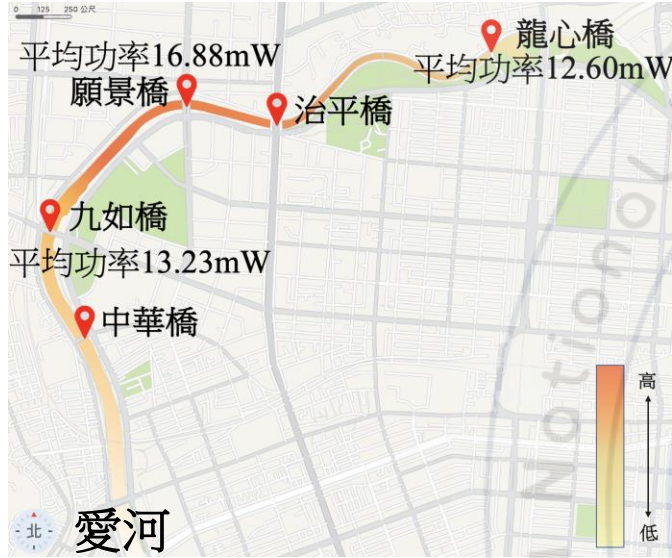 0 125 250 公尺
龍心橋
平均功率12.60mW
平均功率16.88mW
願景橋
治平橋
九如橋
平均功率13.23mW
中華橋
高
低
北
愛河
National